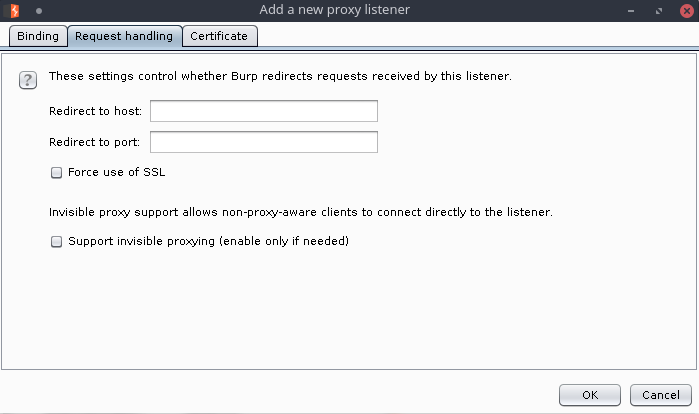 Add a new proxy listener
Binding Request handling Certificate
? These settings control whether Burp redirects requests received by this listener.
Redirect to host:
Redirect to port:
Force use of SSL
Invisible proxy support allows non-proxy-aware clients to connect directly to the listener.
Support invisible proxying (enable only if needed)
OK Cancel